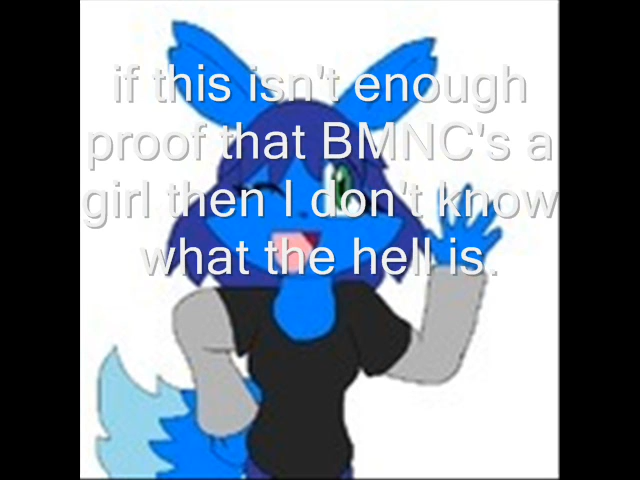 if this isn't enough
proof that BMNC's a
girl then I don't know
what the hell is.